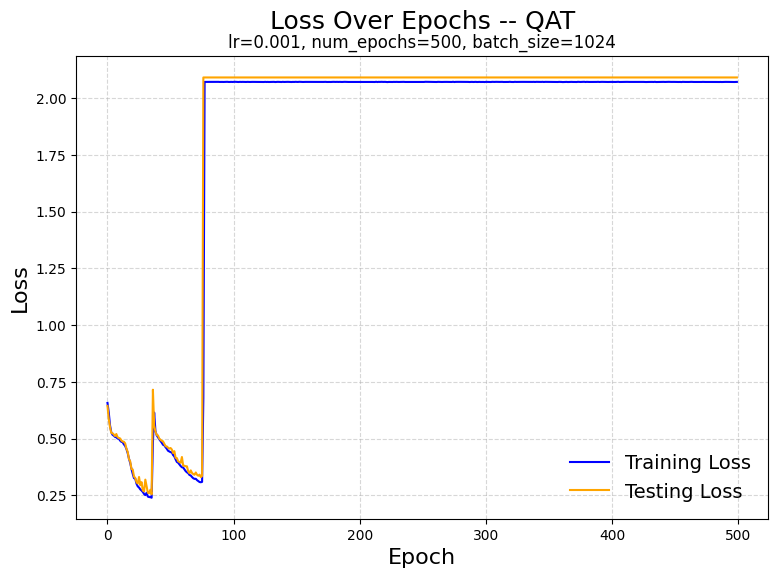 Loss Over Epochs -- QAT
lr=0.001, num_epochs=500, batch_size=1024
2.00
1.75
1.50
1.25
1.00
0.75
0.50
0.25
Loss
Training Loss
Testing Loss
0
100
200
300
400
500
Epoch